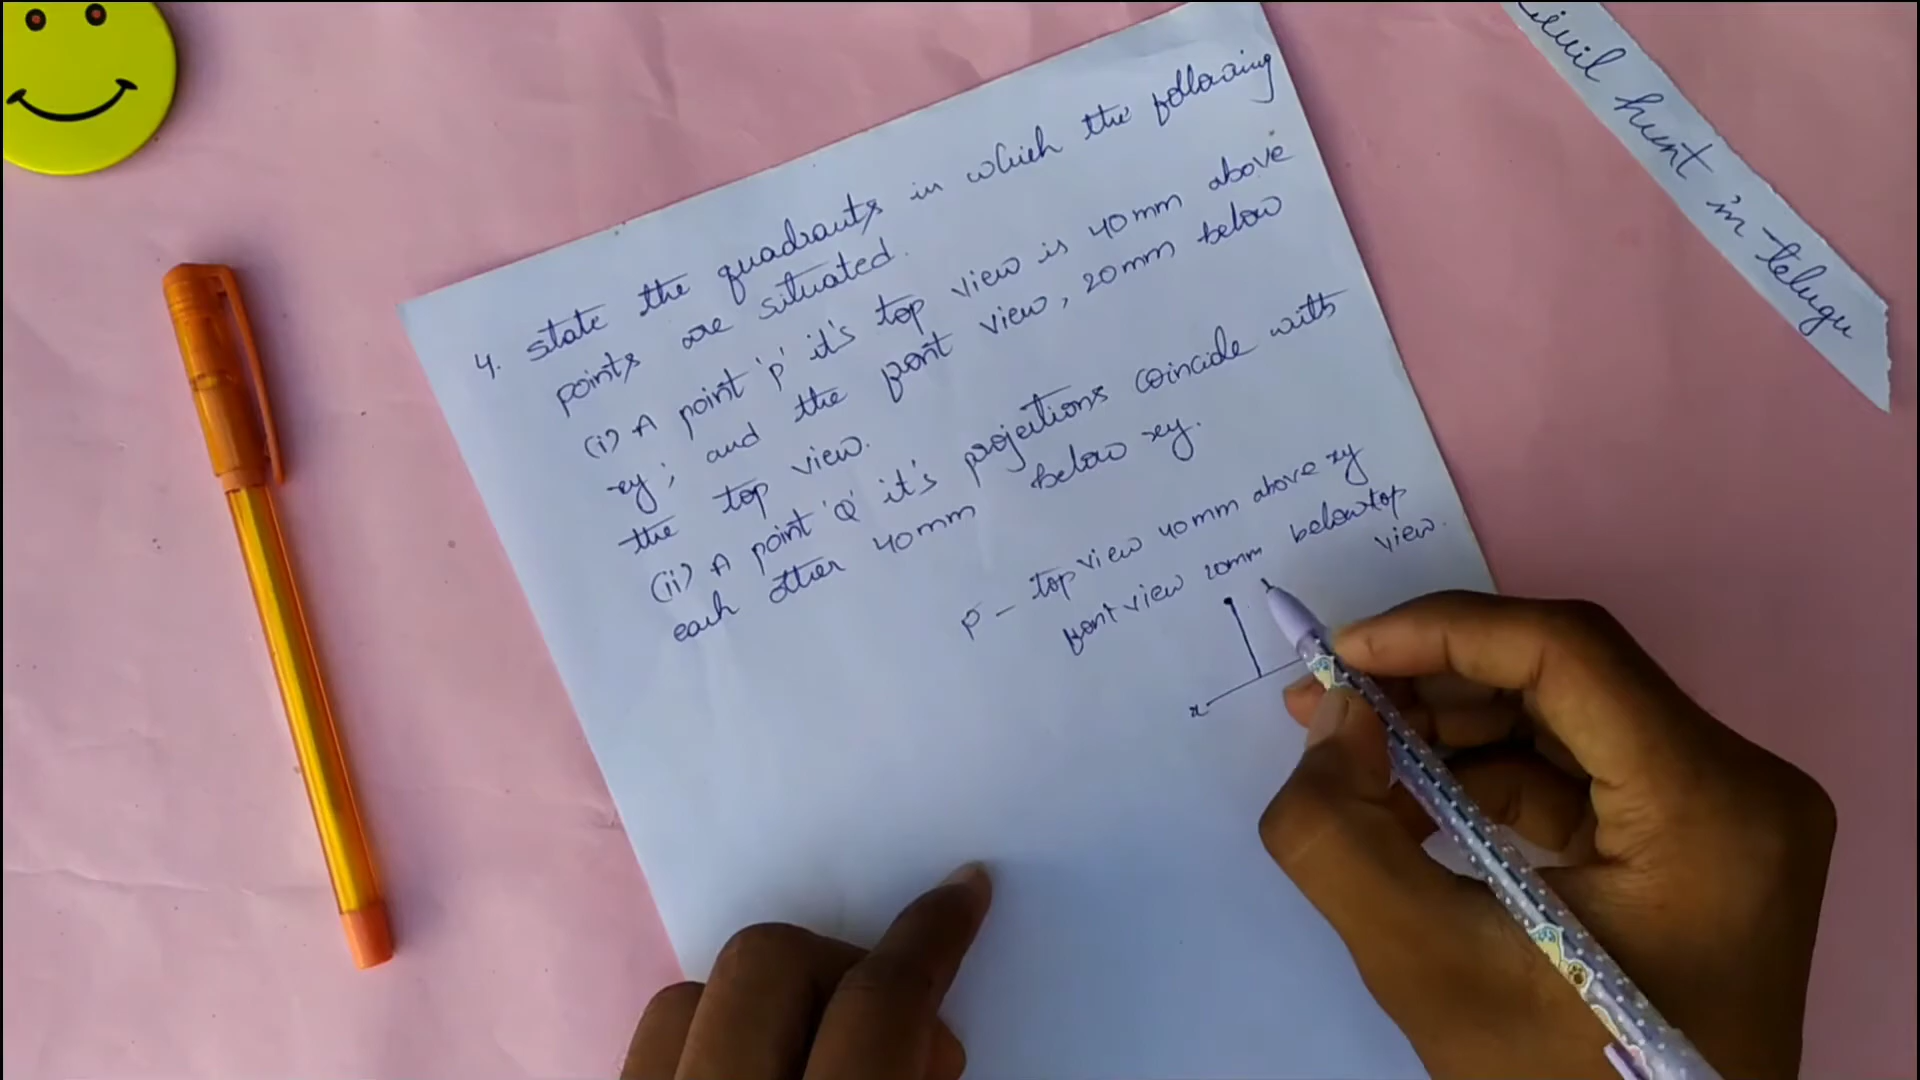 civil hunt in telugu
4. state the quadrants in which the following
points are situated.
(i) A point 'p' it's top view is 40mm above
xy; and the front view, 20mm below
the top view.
(ii) A point 'Q' it's projections coincide with
each other 40mm below xy.
P - top view 40mm above xy
front view 20mm below top
view.
x